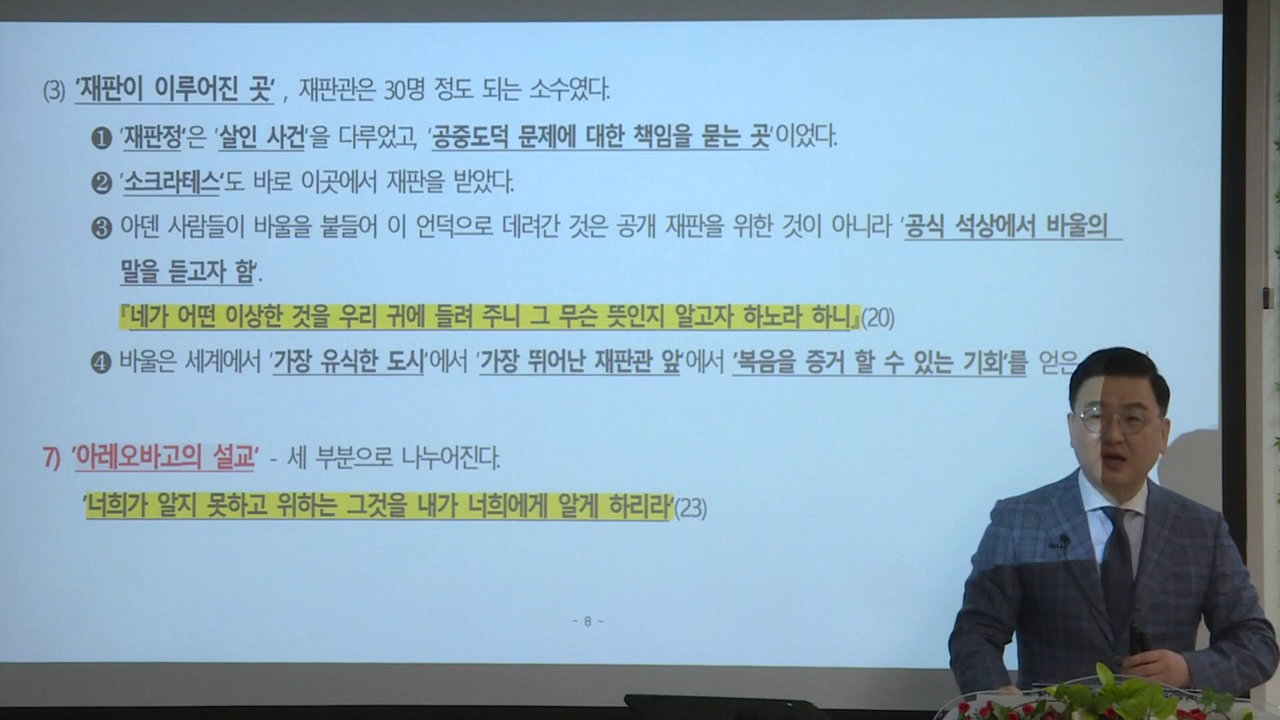 (3) '재판이 이루어진 곳' , 재판관은 30명 정도 되는 소수였다.
❶ '재판정'은 '살인 사건'을 다루었고, '공중도덕 문제에 대한 책임을 묻는 곳'이었다.
❷ '소크라테스'도 바로 이곳에서 재판을 받았다.
❸ 아덴 사람들이 바울을 붙들어 이 언덕으로 데려간 것은 공개 재판을 위한 것이 아니라 '공식 석상에서 바울의
말을 듣고자 함'.
『네가 어떤 이상한 것을 우리 귀에 들려 주니 그 무슨 뜻인지 알고자 하노라 하니』(20)
❹ 바울은 세계에서 '가장 유식한 도시'에서 '가장 뛰어난 재판관 앞'에서 '복음을 증거 할 수 있는 기회'를 얻은
7) '아레오바고의 설교' - 세 부분으로 나누어진다.
'너희가 알지 못하고 위하는 그것을 내가 너희에게 알게 하리라'(23)
- 8 -